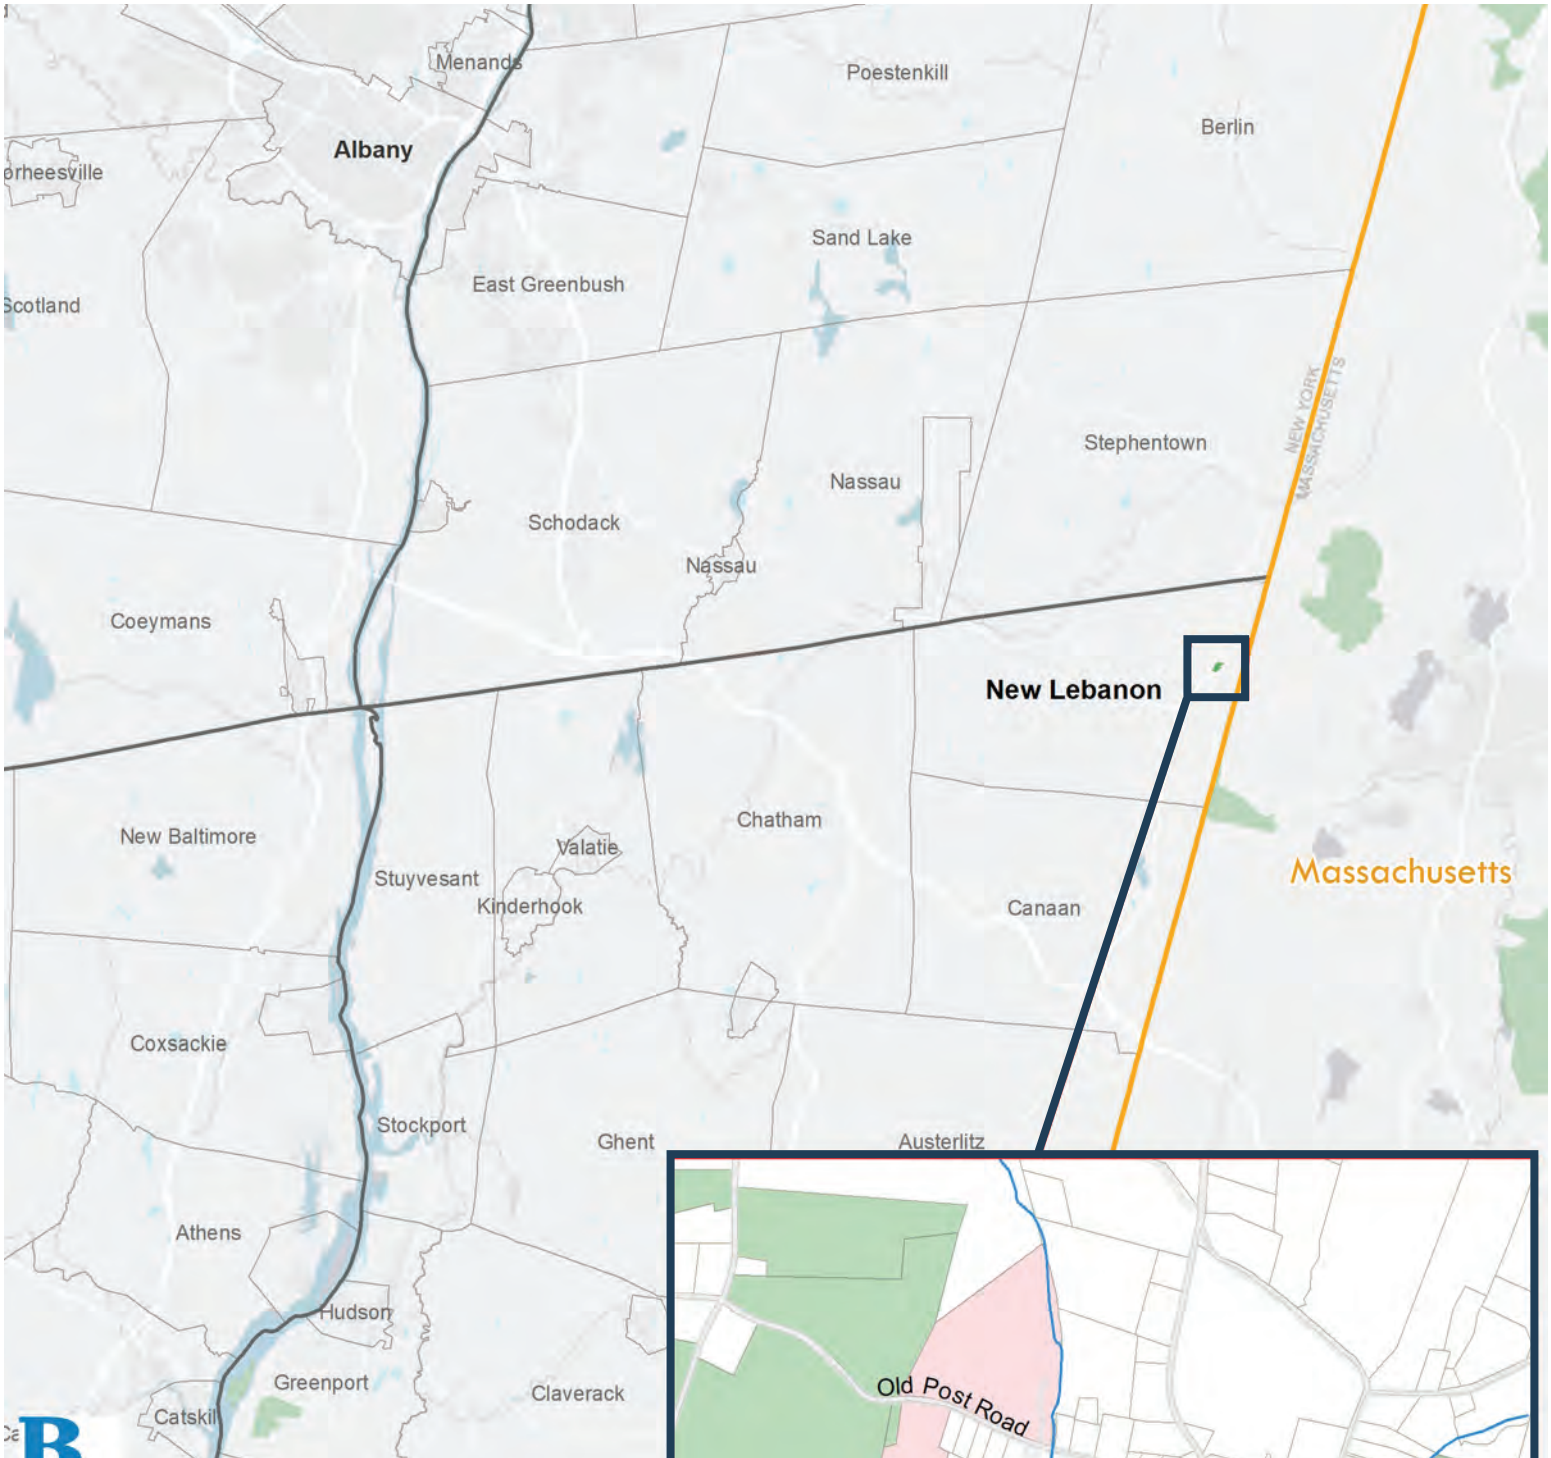 Menands
Poestenkill
Berlin
Albany
orheesville
Sand Lake
East Greenbush
Scotland
NEW YORK
MASSACHUSETTS
Stephentown
Nassau
Schodack
Nassau
Coeymans
New Lebanon
Chatham
New Baltimore
Valatie
Massachusetts
Stuyvesant
Kinderhook
Canaan
Coxsackie
Stockport
Ghent
Austerlitz
Athens
Hudson
Greenport
Claverack
Old Post Road
Catskil
Ca
B